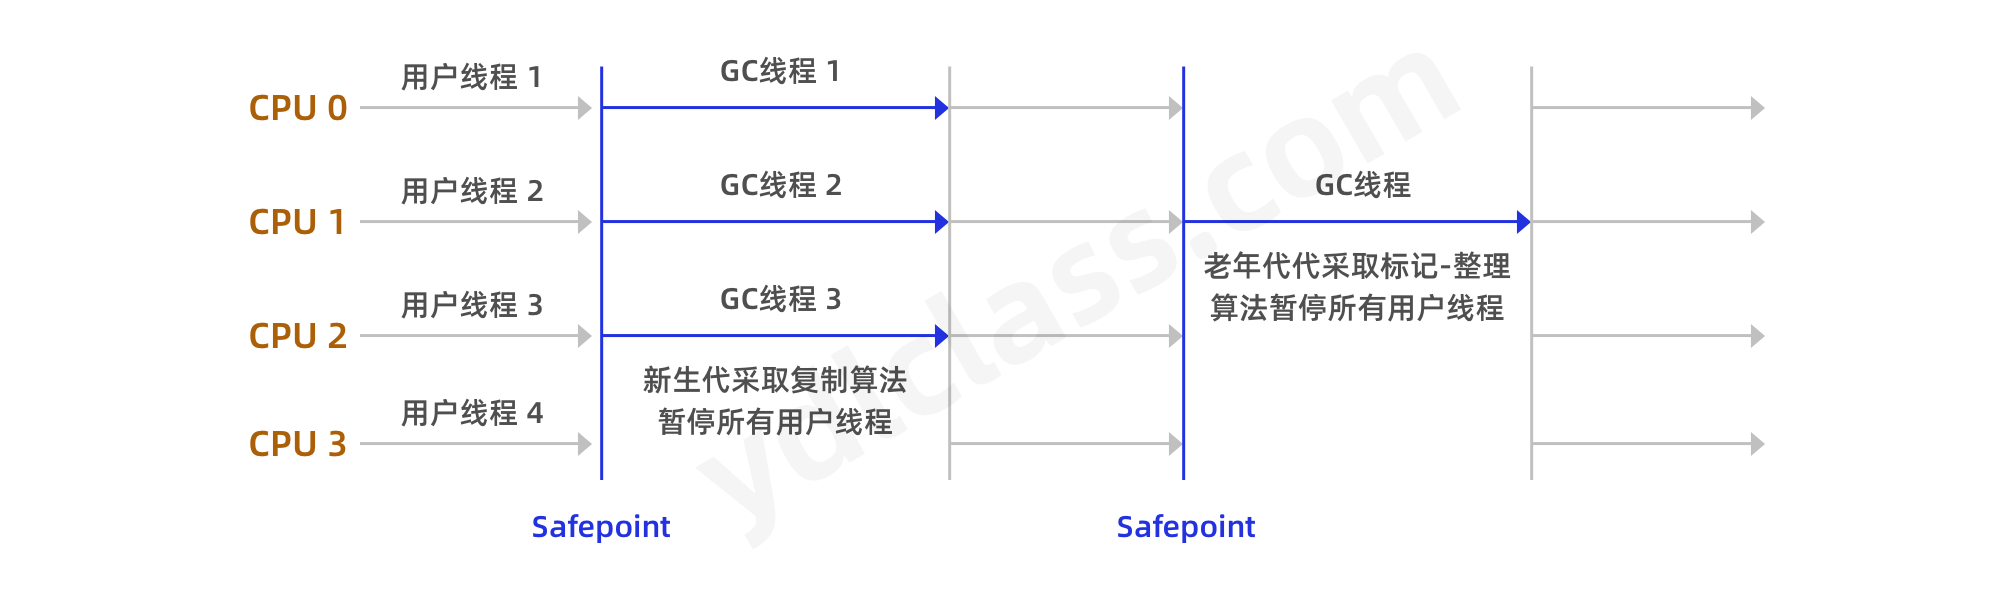 用户线程 1
GC线程 1
CPU 0
用户线程 2
GC线程 2
GC线程
CPU 1
老年代代采取标记-整理
算法暂停所有用户线程
用户线程 3
GC线程 3
CPU 2
新生代采取复制算法
暂停所有用户线程
用户线程 4
CPU 3
Safepoint
Safepoint
ydlclass.com